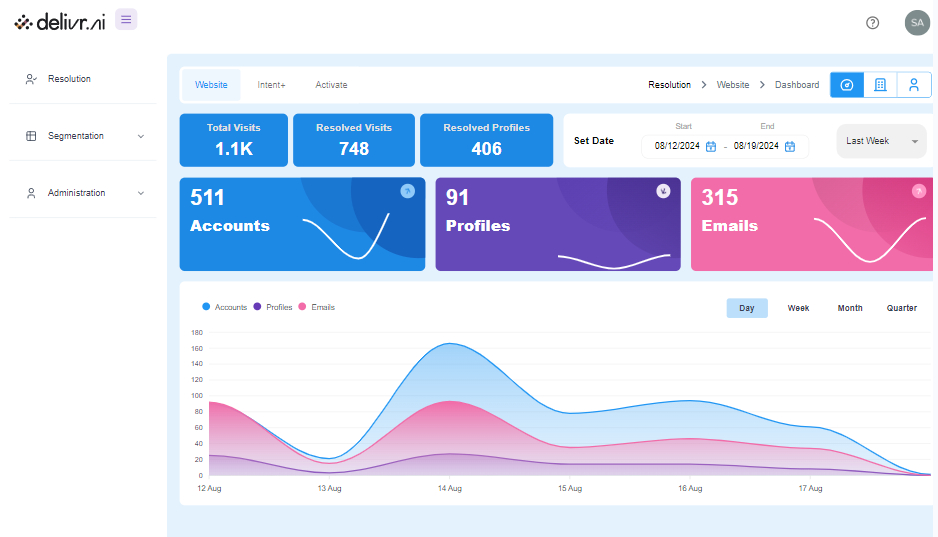 delivr.ai
SA
Resolution
Segmentation
Administration
Website Intent+ Activate
Resolution > Website > Dashboard
Total Visits
1.1K
Resolved Visits
748
Resolved Profiles
406
Set Date
Start
08/12/2024
-
End
08/19/2024
Last Week
511
Accounts
91
Profiles
315
Emails
Accounts Profiles Emails
Day Week Month Quarter
180
160
140
120
100
80
60
40
20
0
12 Aug 13 Aug 14 Aug 15 Aug 16 Aug 17 Aug